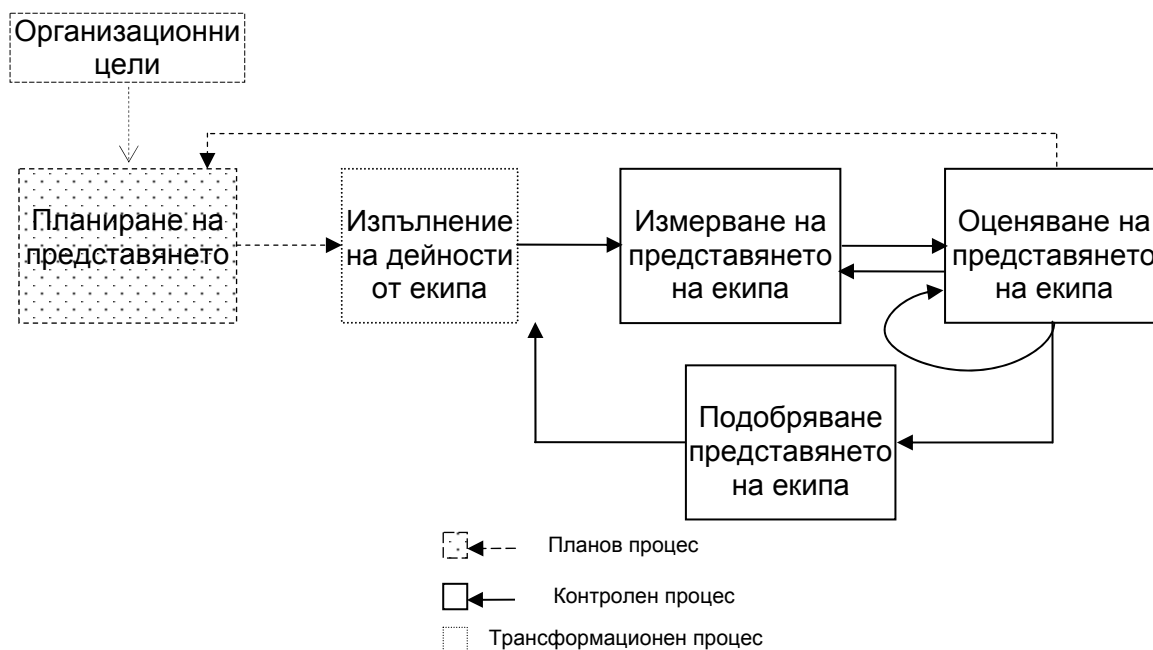 Организационни
цели
Планиране на
представянето
Изпълнение
на дейности
от екипа
Измерване на
представянето
на екипа
Оценяване на
представянето
на екипа
Подобряване
представянето
на екипа
Планов процес
Контролен процес
Трансформационен процес